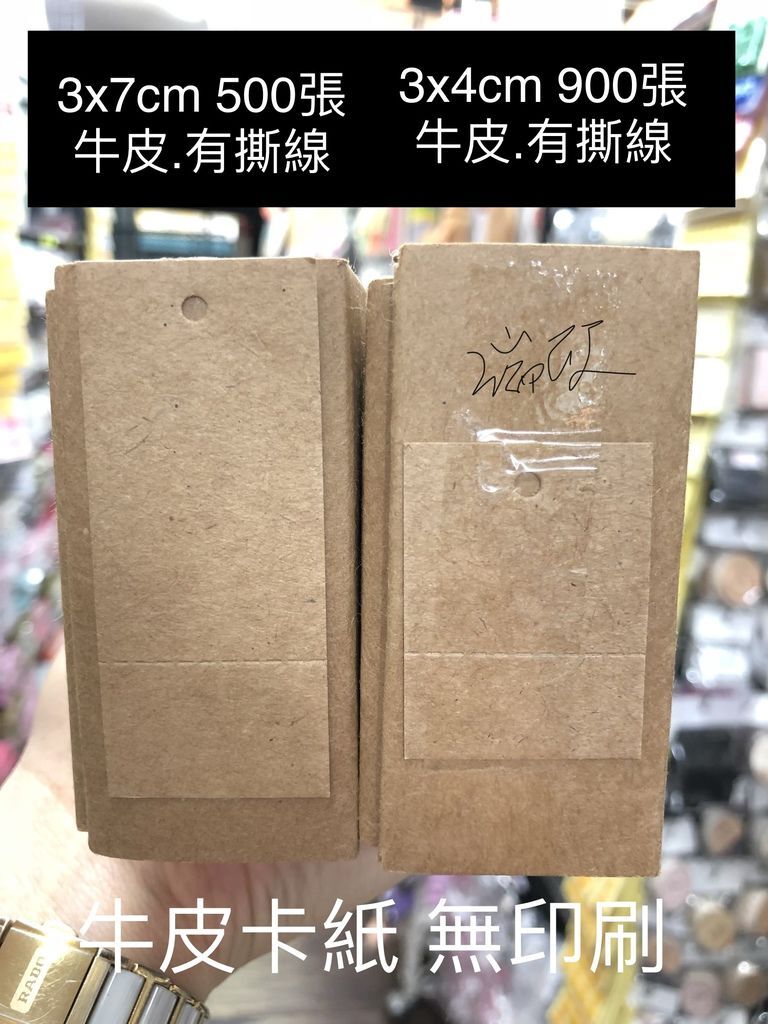 3x7cm 500張
牛皮.有撕線
3x4cm 900張
牛皮.有撕線
牛皮卡紙 無印刷